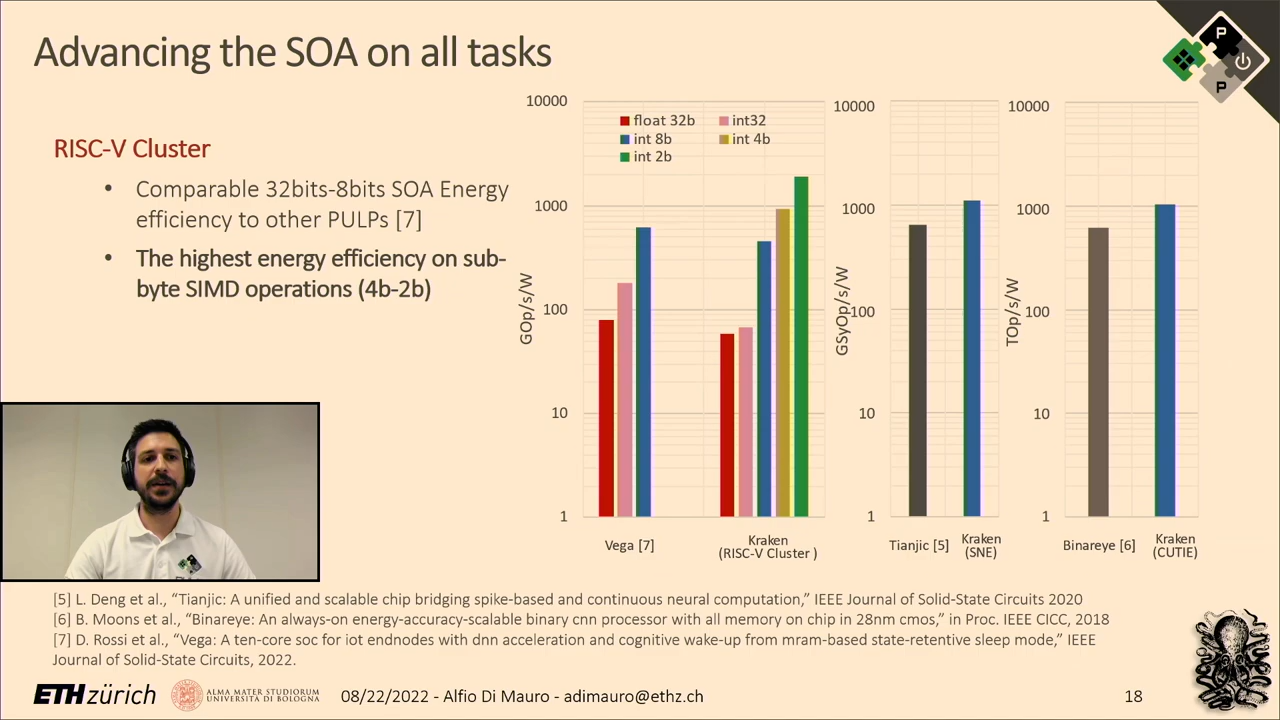 Advancing the SOA on all tasks
P
P
RISC-V Cluster
• Comparable 32bits-8bits SOA Energy
efficiency to other PULPs [7]
• The highest energy efficiency on sub-
byte SIMD operations (4b-2b)
float 32b
int32
int 8b
int 4b
int 2b
GOp/s/W
10000
1000
100
10
1
Vega [7]
Kraken
(RISC-V Cluster )
GSyOp/s/W
10000
1000
100
10
1
Tianjic [5]
Kraken
(SNE)
TOp/s/W
10000
1000
100
10
1
Binareye [6]
Kraken
(CUTIE)
[5] L. Deng et al., “Tianjic: A unified and scalable chip bridging spike-based and continuous neural computation,” IEEE Journal of Solid-State Circuits 2020
[6] B. Moons et al., “Binareye: An always-on energy-accuracy-scalable binary cnn processor with all memory on chip in 28nm cmos,” in Proc. IEEE CICC, 2018
[7] D. Rossi et al., “Vega: A ten-core soc for iot endnodes with dnn acceleration and cognitive wake-up from mram-based state-retentive sleep mode,” IEEE
Journal of Solid-State Circuits, 2022.
ETH zürich
ALMA MATER STUDIORUM
UNIVERSITÀ DI BOLOGNA
08/22/2022 - Alfio Di Mauro - adimauro@ethz.ch
18